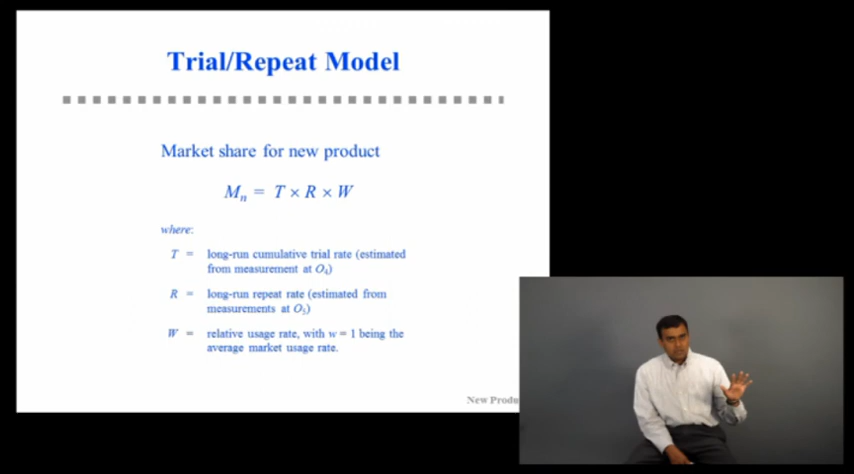 Trial/Repeat Model
Market share for new product
Mₙ = T × R × W
where:
T = long-run cumulative trial rate (estimated
from measurement at O₄)
R = long-run repeat rate (estimated from
measurements at O₅)
W = relative usage rate, with w = 1 being the
average market usage rate.
New Produ